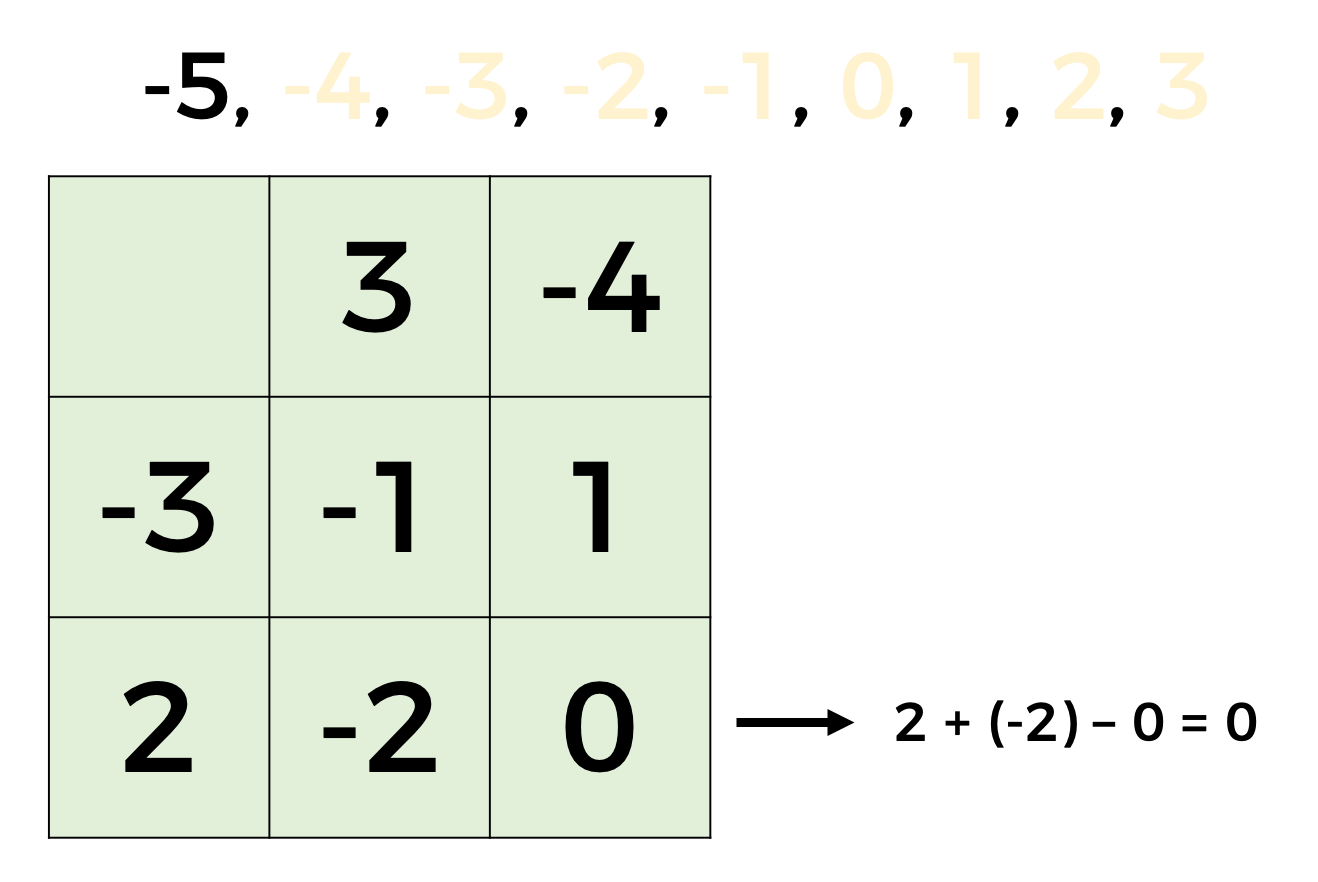 -5, -4, -3, -2, -1, 0, 1, 2, 3
3 -4
-3 -1 1
2 -2 0 2 + (-2) – 0 = 0